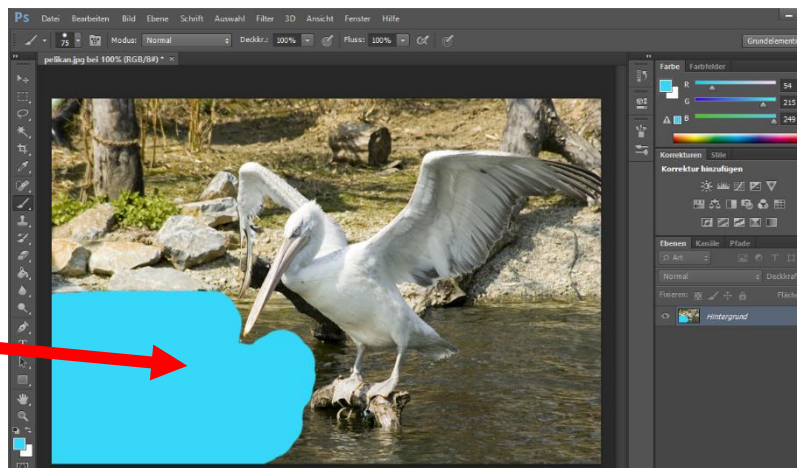 Ps Datei Bearbeiten Bild Ebene Schrift Auswahl Filter 3D Ansicht Fenster Hilfe
75 Modus: Normal Deckkr.: 100% Fluss: 100% Grundelemente
pelikan.jpg bei 100% (RGB/8#) * ×
Farbe Farbfelder
R 54
G 215
B 249
Korrekturen Stile
Korrektur hinzufügen
Ebenen Kanäle Pfade
Art
Normal Deckkraf
Fixieren: Fläche
Hintergrund